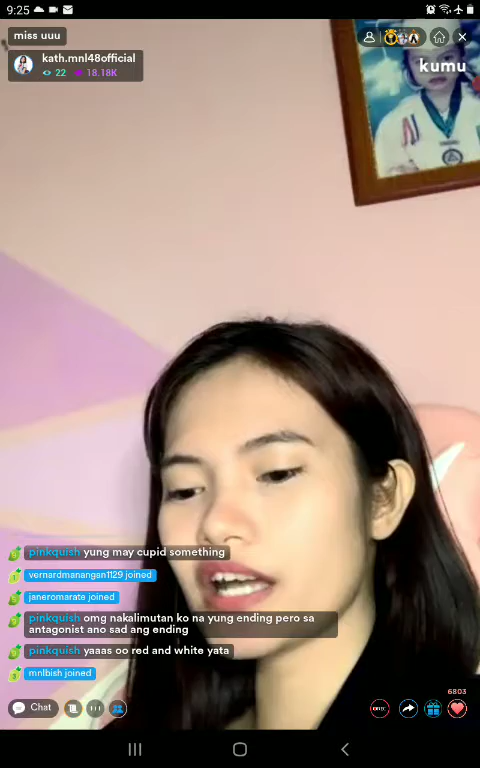 9:25
miss uuu
kath.mnl48official
22 18.18K
kumu
pinkquish yung may cupid something
vernardmanangan1129 joined
janeromarate joined
pinkquish omg nakalimutan ko na yung ending pero sa
antagonist ano sad ang ending
pinkquish yaaas oo red and white yata
mnlbish joined
6803
Chat